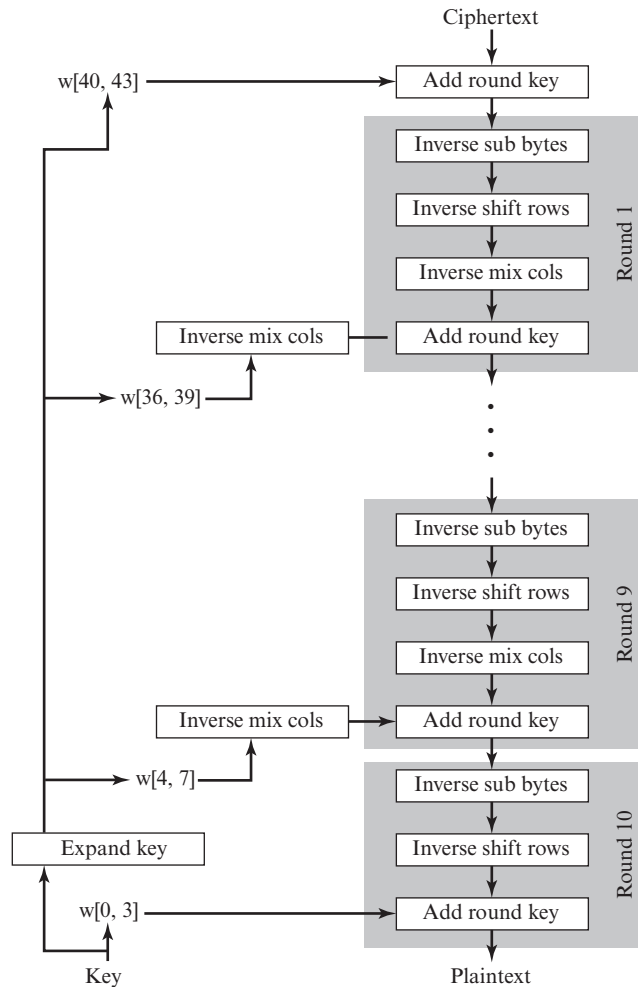 Ciphertext
w[40, 43]
Add round key
Inverse sub bytes
Inverse shift rows
Round 1
Inverse mix cols
Inverse mix cols
Add round key
w[36, 39]
Inverse sub bytes
Inverse shift rows
Round 9
Inverse mix cols
Inverse mix cols
Add round key
w[4, 7]
Inverse sub bytes
Expand key
Inverse shift rows
Round 10
w[0, 3]
Add round key
Key
Plaintext